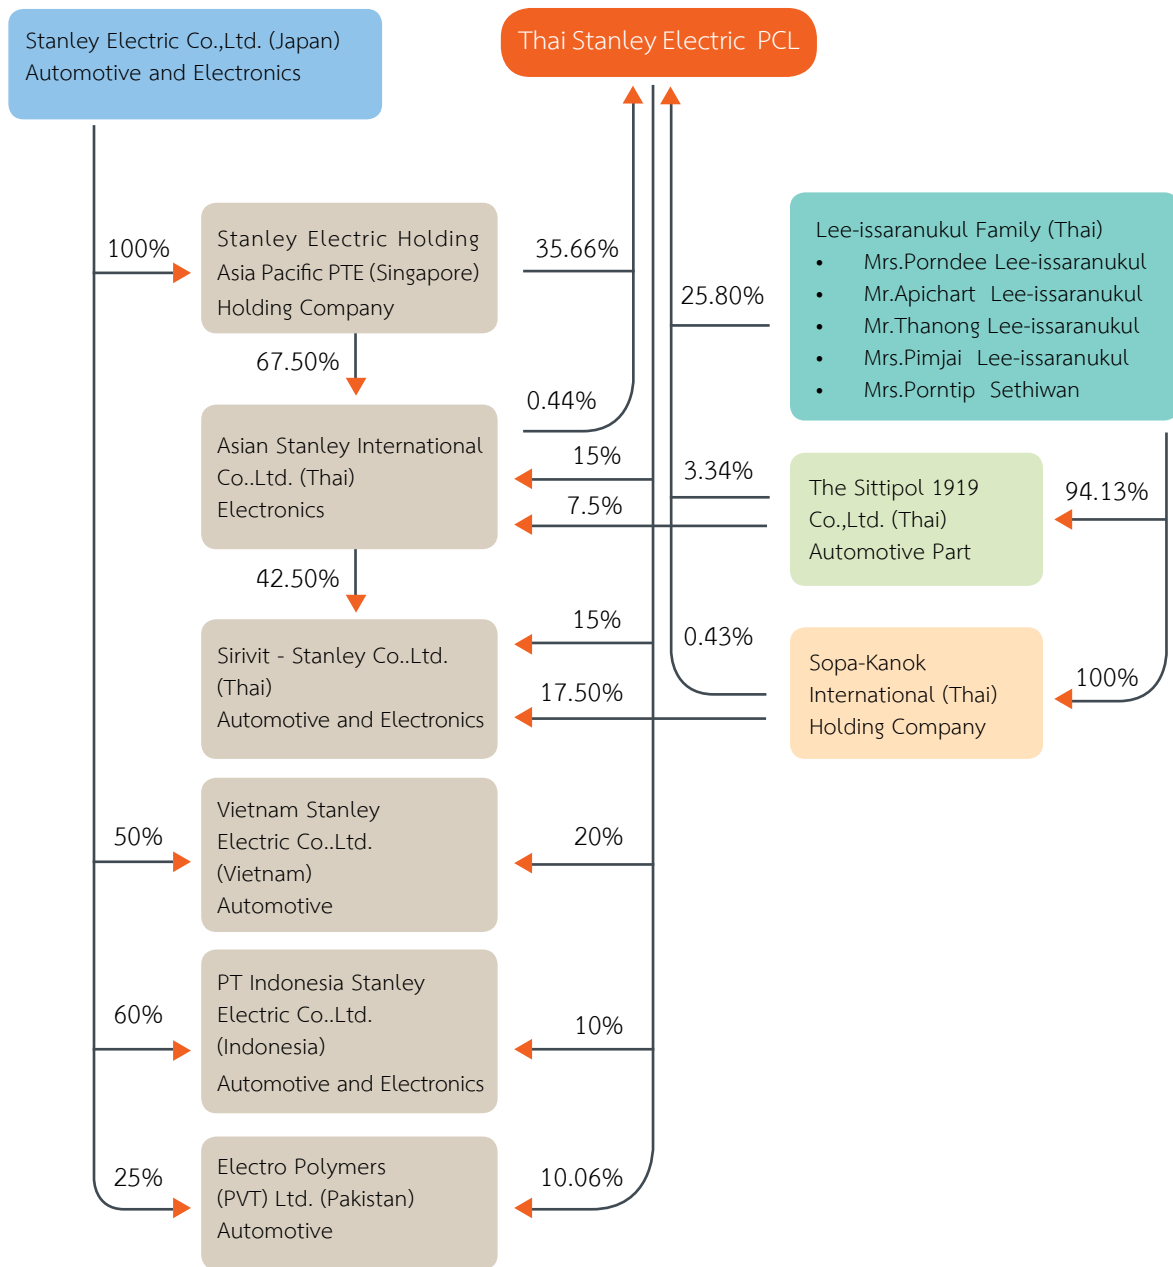 Stanley Electric Co.,Ltd. (Japan)
Automotive and Electronics
Thai Stanley Electric PCL
100%
Stanley Electric Holding
Asia Pacific PTE (Singapore)
Holding Company
35.66%
67.50%
Lee-issaranukul Family (Thai)
• Mrs.Porndee Lee-issaranukul
• Mr.Apichart Lee-issaranukul
• Mr.Thanong Lee-issaranukul
• Mrs.Pimjai Lee-issaranukul
• Mrs.Porntip Sethiwan
25.80%
0.44%
Asian Stanley International
Co..Ltd. (Thai)
Electronics
15%
7.5%
3.34%
The Sittipol 1919
Co.,Ltd. (Thai)
Automotive Part
94.13%
42.50%
Sirivit - Stanley Co..Ltd.
(Thai)
Automotive and Electronics
15%
17.50%
0.43%
Sopa-Kanok
International (Thai)
Holding Company
100%
50%
Vietnam Stanley
Electric Co..Ltd.
(Vietnam)
Automotive
20%
60%
PT Indonesia Stanley
Electric Co..Ltd.
(Indonesia)
Automotive and Electronics
10%
25%
Electro Polymers
(PVT) Ltd. (Pakistan)
Automotive
10.06%